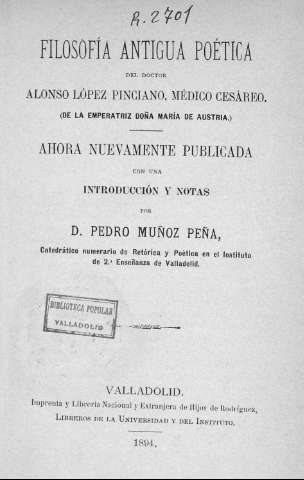 R. 2701
FILOSOFÍA ANTIGUA POÉTICA
DEL DOCTOR
ALONSO LÓPEZ PINCIANO, MÉDICO CESÁREO.
(DE LA EMPERATRIZ DOÑA MARÍA DE AUSTRIA.)
AHORA NUEVAMENTE PUBLICADA
CON UNA
INTRODUCCIÓN Y NOTAS
POR
D. PEDRO MUÑOZ PEÑA,
Catedrático numerario de Retórica y Poética en el Instituto
de 2.ª Enseñanza de Valladolid.
BIBLIOTECA POPULAR
VALLADOLID
VALLADOLID.
Imprenta y Librería Nacional y Extranjera de Hijos de Rodríguez,
LIBREROS DE LA UNIVERSIDAD Y DEL INSTITUTO.
1894.